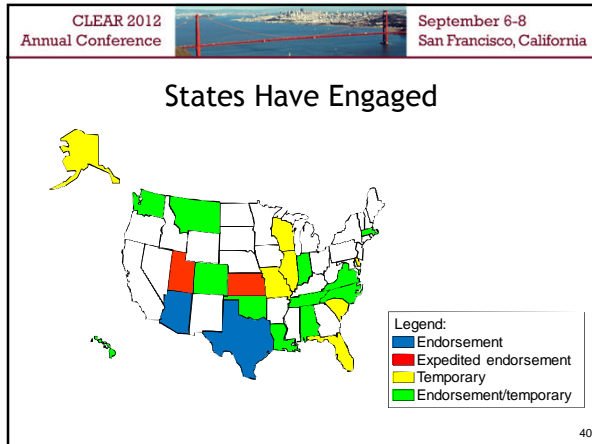 CLEAR 2012
Annual Conference
September 6-8
San Francisco, California
States Have Engaged
Legend:
Endorsement
Expedited endorsement
Temporary
Endorsement/temporary
40